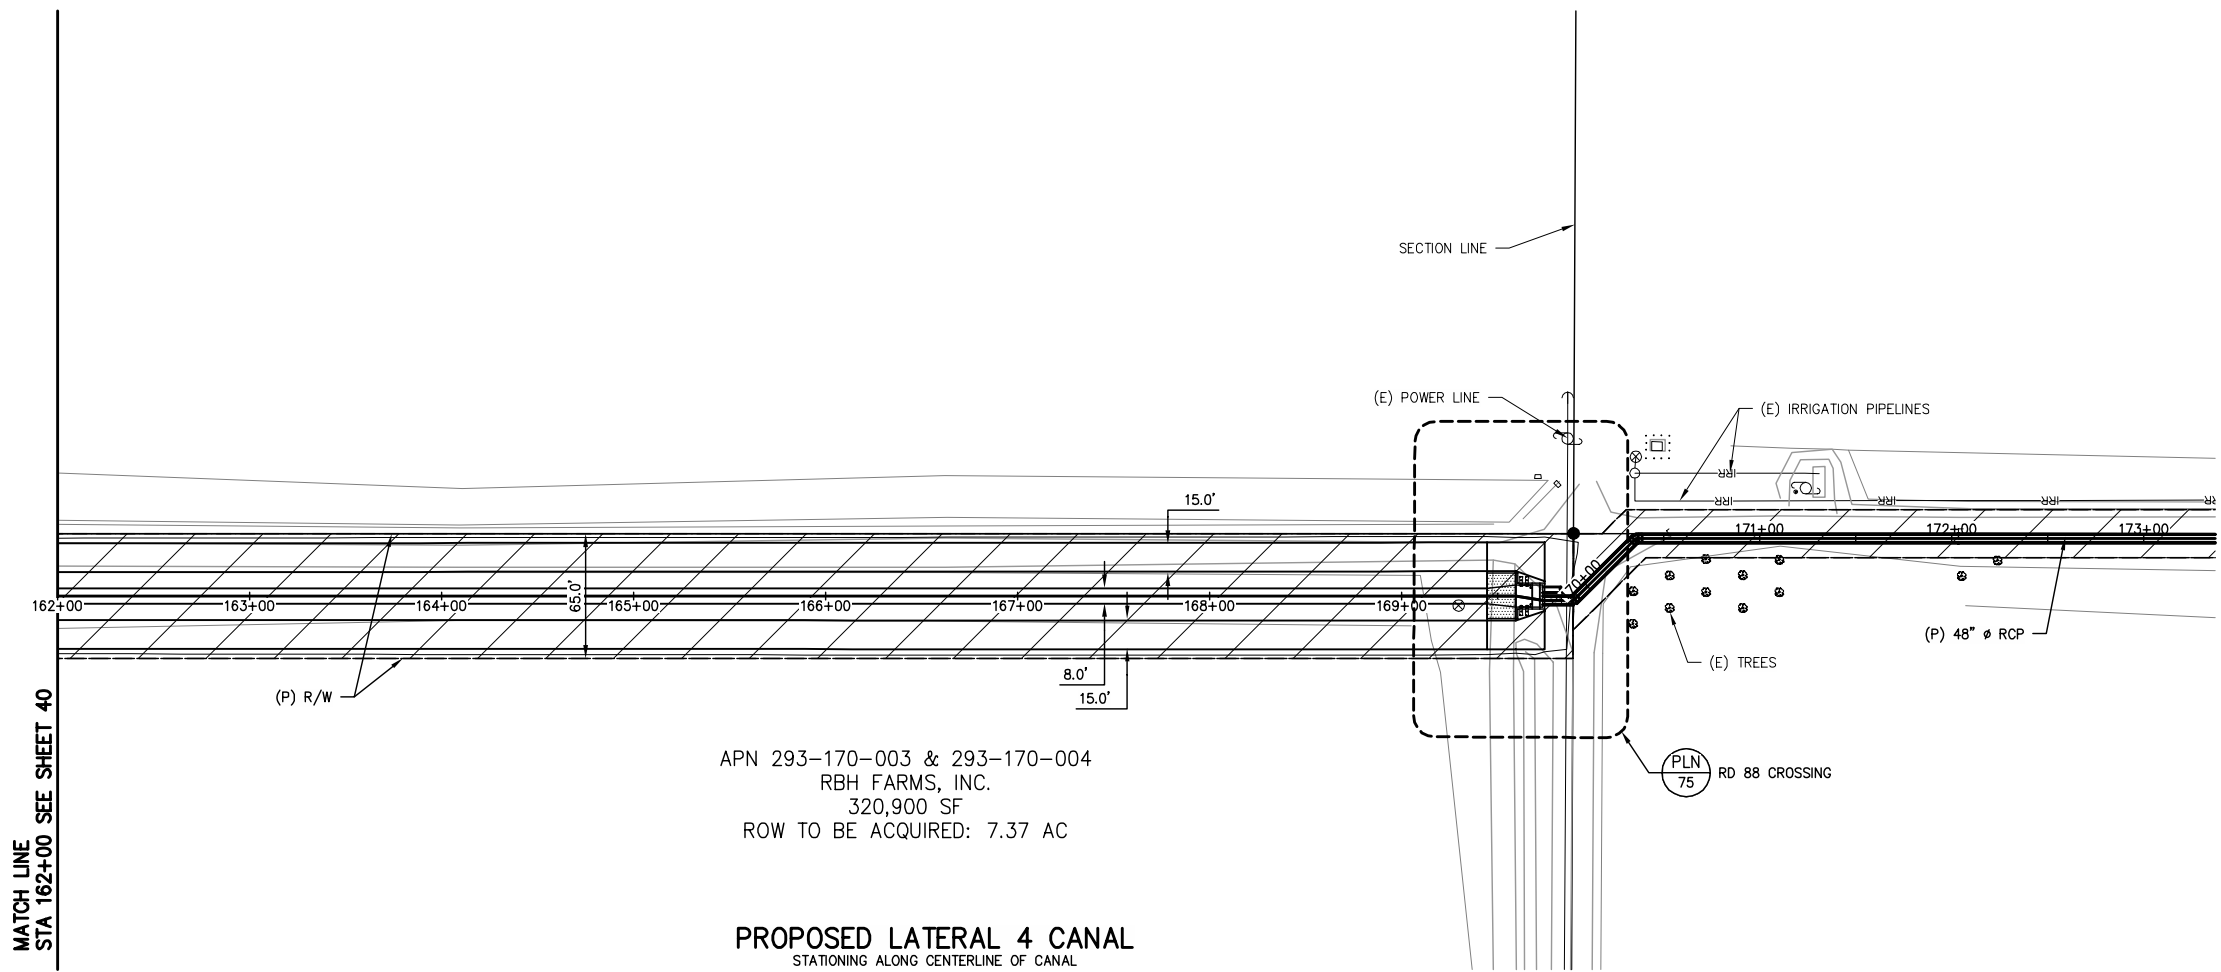 SECTION LINE
(E) POWER LINE
(E) IRRIGATION PIPELINES
IRR
IRR
IRR
IRR
15.0'
65.0'
162+00
163+00
164+00
165+00
166+00
167+00
168+00
169+00
170+00
171+00
172+00
173+00
(P) 48" ø RCP
(E) TREES
8.0'
15.0'
(P) R/W
APN 293-170-003 & 293-170-004
RBH FARMS, INC.
320,900 SF
ROW TO BE ACQUIRED: 7.37 AC
PLN
75
RD 88 CROSSING
MATCH LINE
STA 162+00 SEE SHEET 40
PROPOSED LATERAL 4 CANAL
STATIONING ALONG CENTERLINE OF CANAL